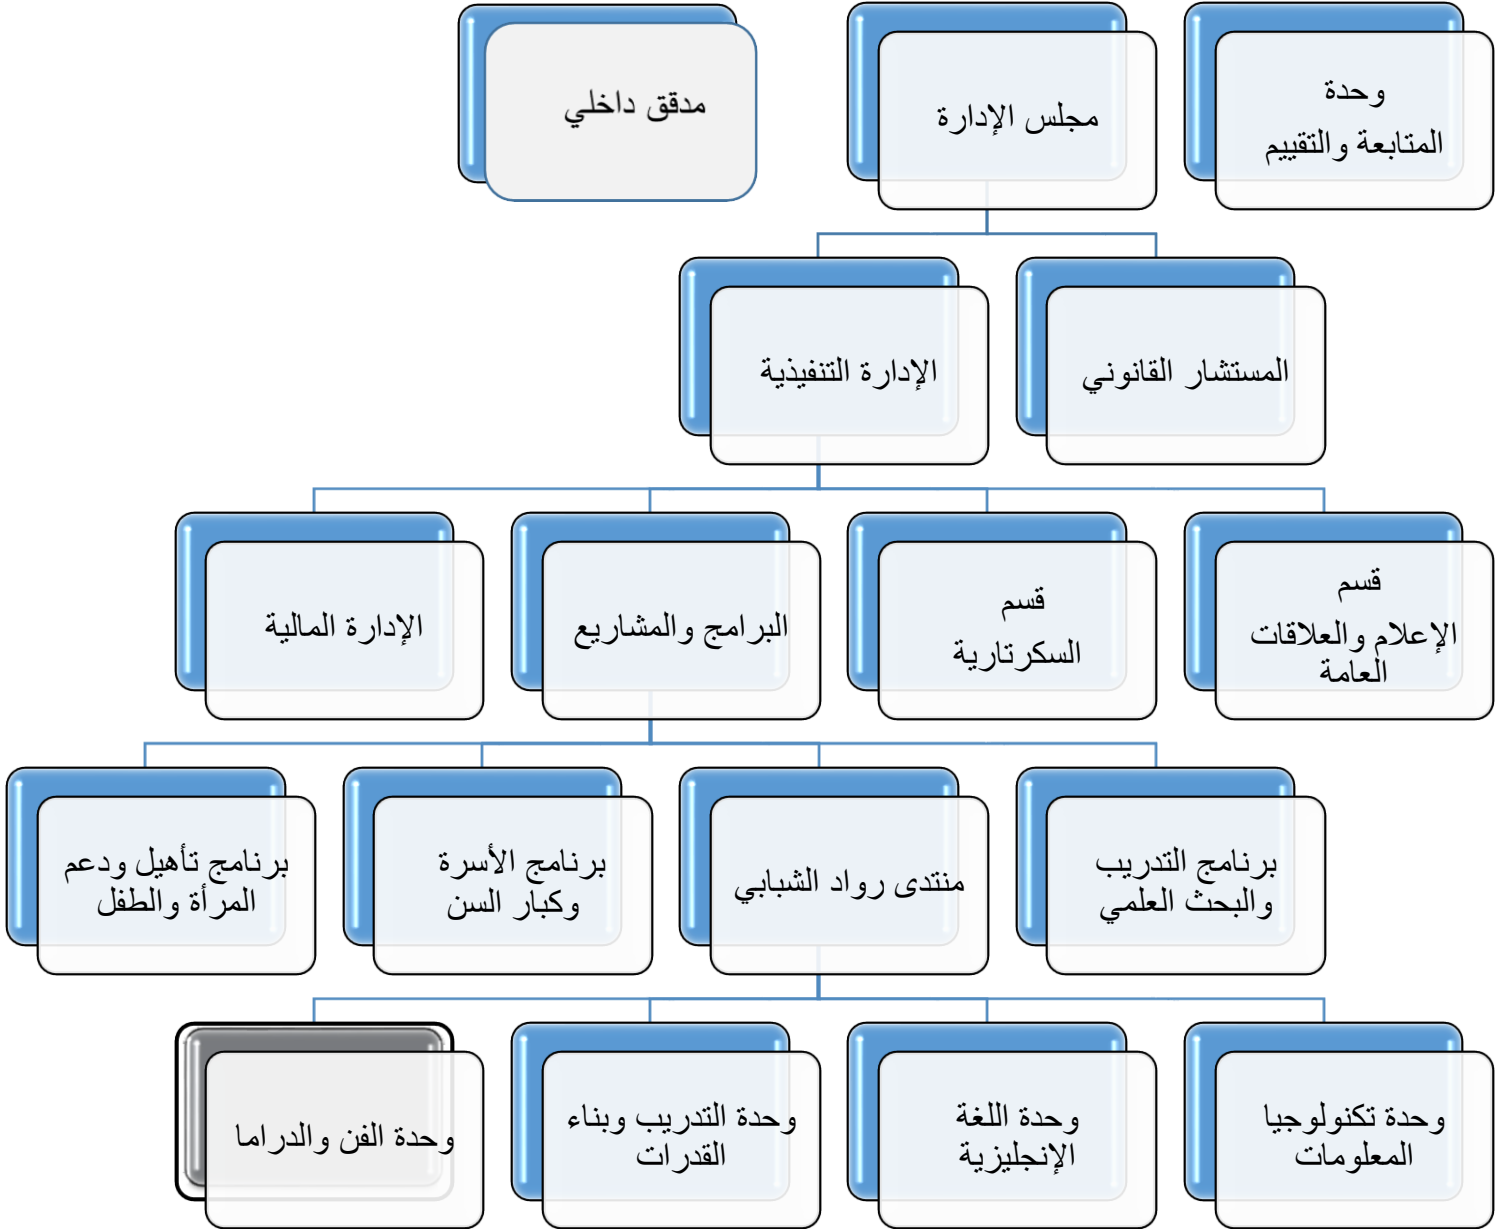 وحدة
المتابعة والتقييم
مجلس الإدارة
مدقق داخلي
المستشار القانوني
الإدارة التنفيذية
قسم
الإعلام والعلاقات
العامة
قسم
السكرتارية
البرامج والمشاريع
الإدارة المالية
برنامج التدريب
والبحث العلمي
منتدى رواد الشبابي
برنامج الأسرة
وكبار السن
برنامج تأهيل ودعم
المرأة والطفل
وحدة تكنولوجيا
المعلومات
وحدة اللغة
الإنجليزية
وحدة التدريب وبناء
القدرات
وحدة الفن والدراما